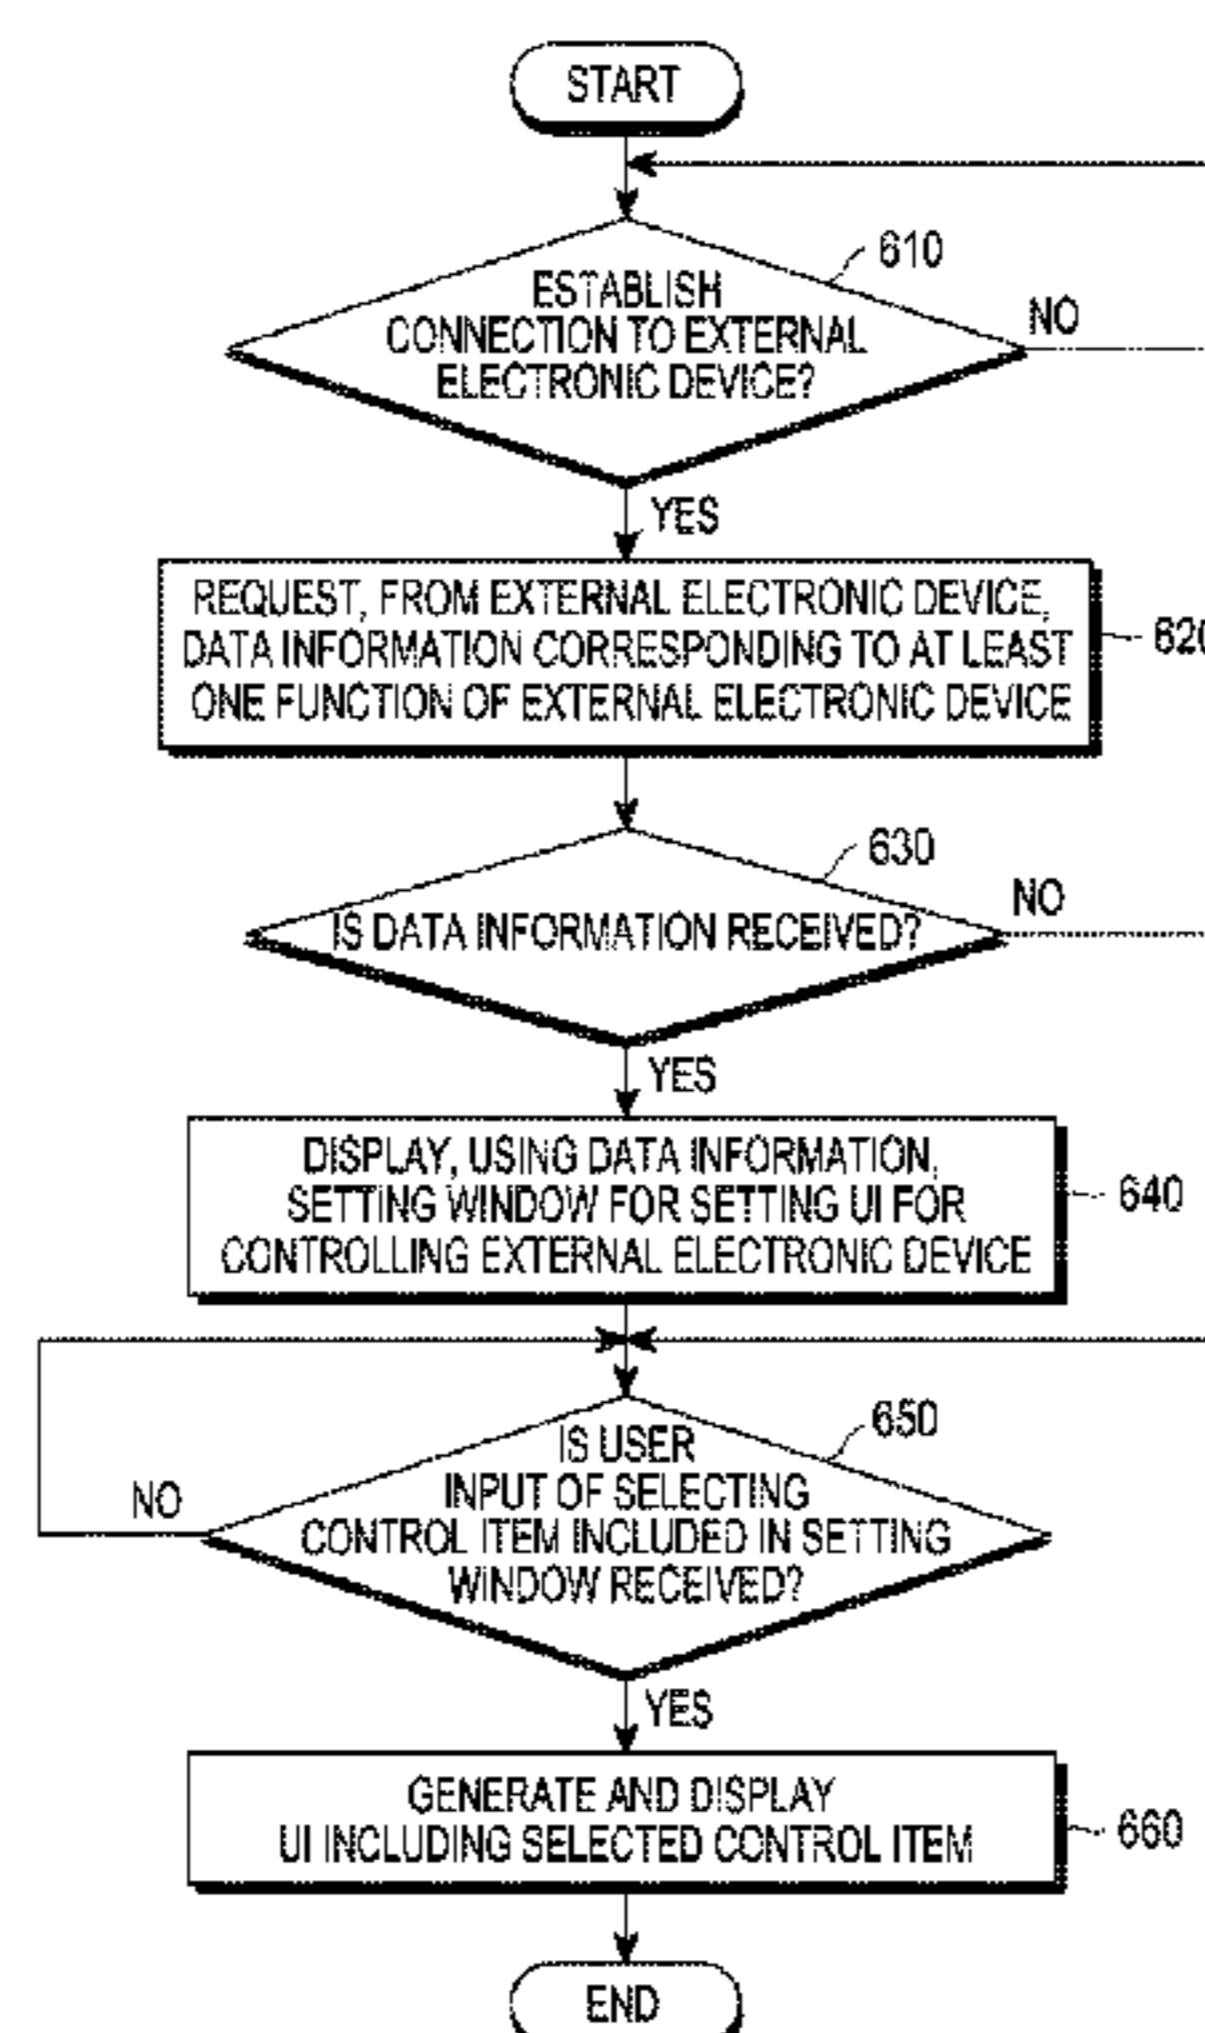 START
610
ESTABLISH
CONNECTION TO EXTERNAL
ELECTRONIC DEVICE?
NO
YES
REQUEST, FROM EXTERNAL ELECTRONIC DEVICE,
DATA INFORMATION CORRESPONDING TO AT LEAST
ONE FUNCTION OF EXTERNAL ELECTRONIC DEVICE
620
630
IS DATA INFORMATION RECEIVED?
NO
YES
DISPLAY, USING DATA INFORMATION,
SETTING WINDOW FOR SETTING UI FOR
CONTROLLING EXTERNAL ELECTRONIC DEVICE
640
650
IS USER
INPUT OF SELECTING
CONTROL ITEM INCLUDED IN SETTING
WINDOW RECEIVED?
NO
YES
GENERATE AND DISPLAY
UI INCLUDING SELECTED CONTROL ITEM
660
END